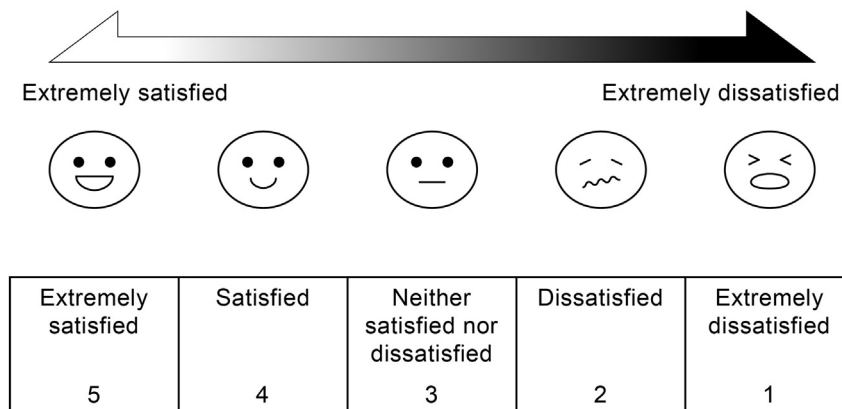 Extremely satisfied
Extremely dissatisfied
Extremely
satisfied
5
Satisfied
4
Neither
satisfied nor
dissatisfied
3
Dissatisfied
2
Extremely
dissatisfied
1